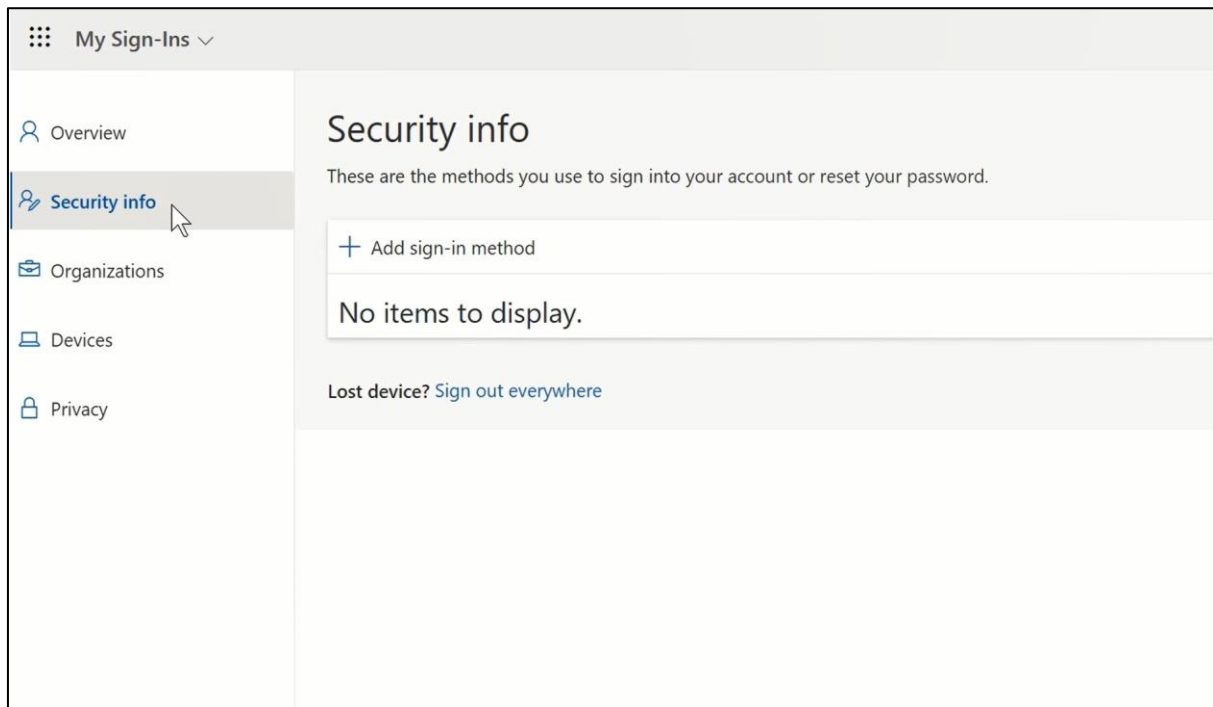 My Sign-Ins
Overview
Security info
Organizations
Devices
Privacy
Security info
These are the methods you use to sign into your account or reset your password.
Add sign-in method
No items to display.
Lost device? Sign out everywhere